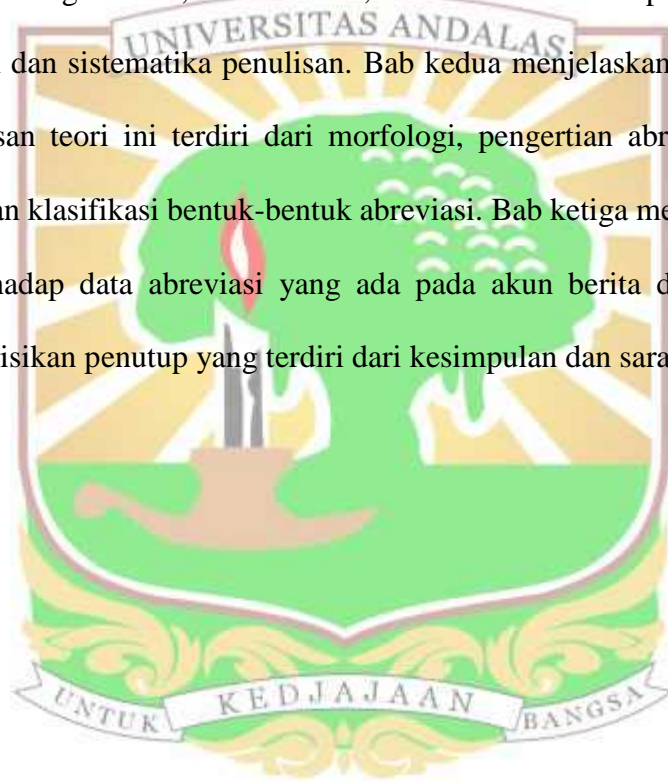 UNIVERSITAS ANDALAS
dan sistematika penulisan. Bab kedua menjelaskan
san teori ini terdiri dari morfologi, pengertian abr
an klasifikasi bentuk-bentuk abreviasi. Bab ketiga me
hadap data abreviasi yang ada pada akun berita d
isikan penutup yang terdiri dari kesimpulan dan sara
UNTUK KEDJAJAAN BANGSA